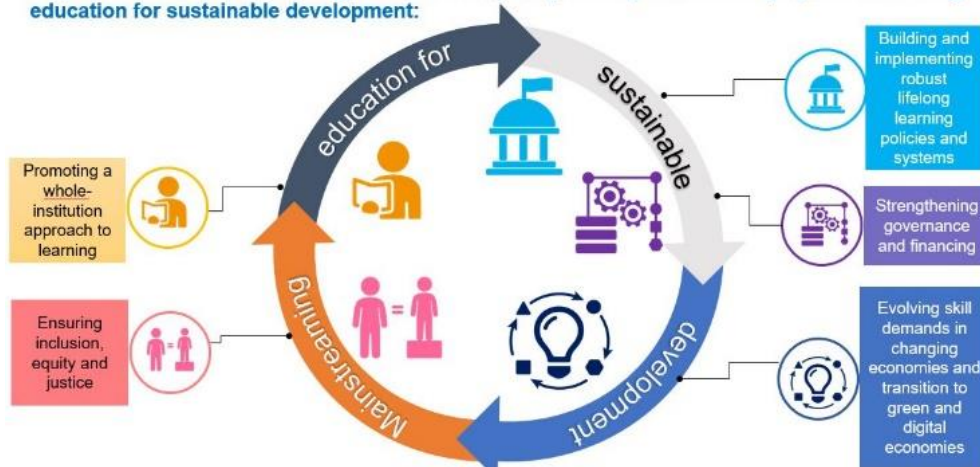 education for sustainable development:
education for
sustainable
development
Mainstreaming
Building and
implementing
robust
lifelong
learning
policies and
systems
Strengthening
governance
and financing
Evolving skill
demands in
changing
economies and
transition to
green and
digital
economies
Promoting a
whole-
institution
approach to
learning
Ensuring
inclusion,
equity and
justice